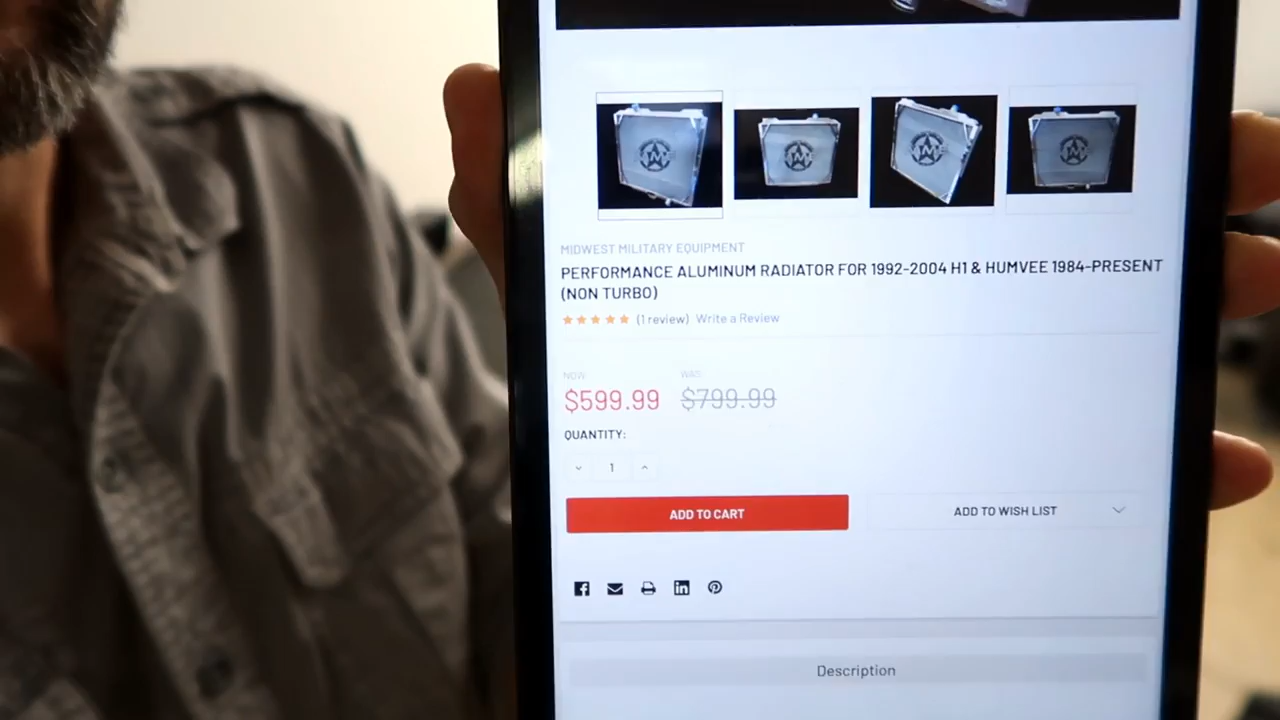 MIDWEST MILITARY EQUIPMENT
PERFORMANCE ALUMINUM RADIATOR FOR 1992-2004 H1 & HUMVEE 1984-PRESENT
(NON TURBO)
(1 review) Write a Review
NOW: WAS:
$599.99 $799.99
QUANTITY:
1
ADD TO CART ADD TO WISH LIST
Description